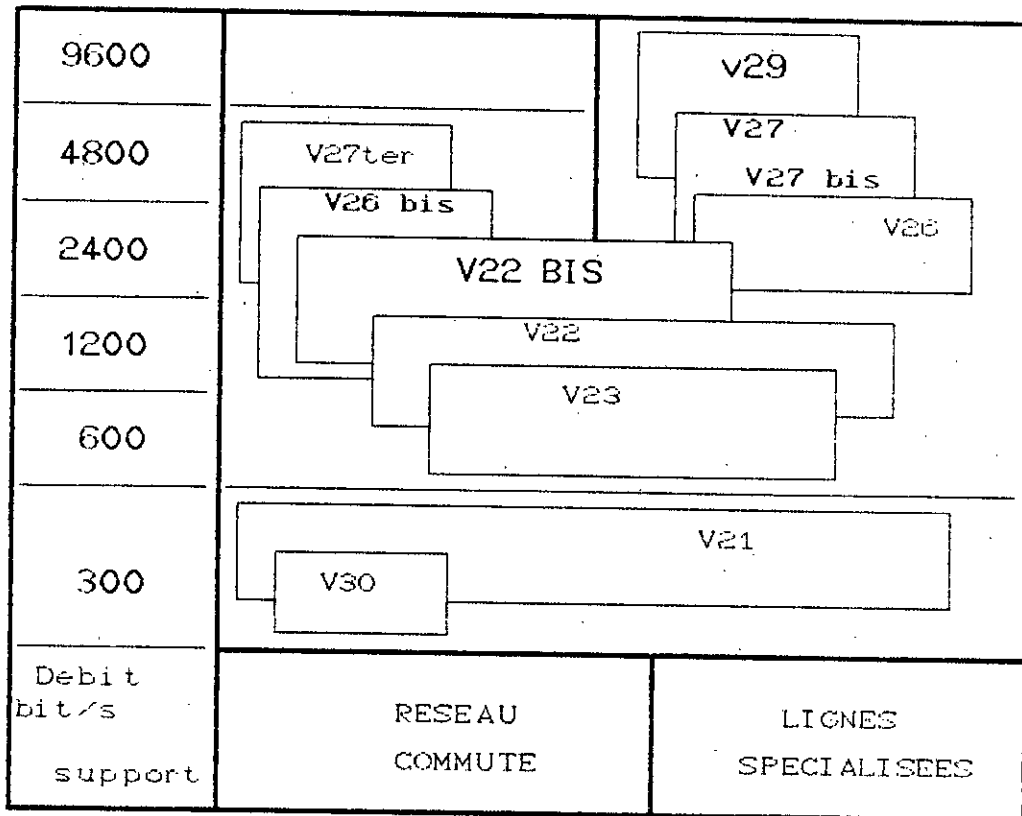 9600
v29
4800
V27ter
V27
V27 bis
V26 bis
2400
V26
V22 BIS
1200
V22
V23
600
V21
300
V30
Debit
bit/s
support
RESEAU
COMMUTE
LIGNES
SPECIALISEES